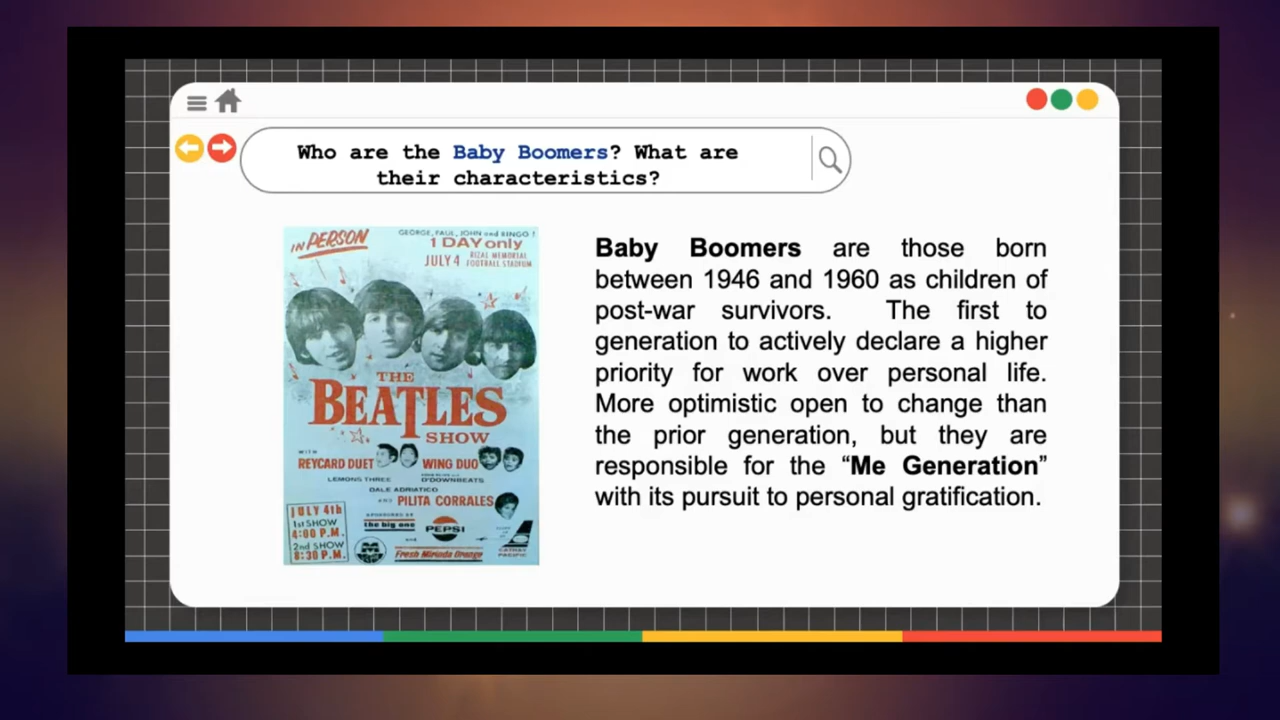 Who are the Baby Boomers? What are
their characteristics?
IN PERSON
GEORGE, PAUL, JOHN and RINGO!
1 DAY only
JULY 4 RIZAL MEMORIAL
FOOTBALL STADIUM
THE
BEATLES
SHOW
WITH
REYCARD DUET
WING DUO
LEMONS THREE
D'DOWNBEATS
DALE ADRIATICO
AND PILITA CORRALES
JULY 4th
1st SHOW
4:00 P.M.
2nd SHOW
8:30 P.M.
SPONSORED BY
the big one
PEPSI
and
Fresh Mirinda Orange
CATHAY
PACIFIC
Baby Boomers are those born
between 1946 and 1960 as children of
post-war survivors. The first to
generation to actively declare a higher
priority for work over personal life.
More optimistic open to change than
the prior generation, but they are
responsible for the “Me Generation”
with its pursuit to personal gratification.